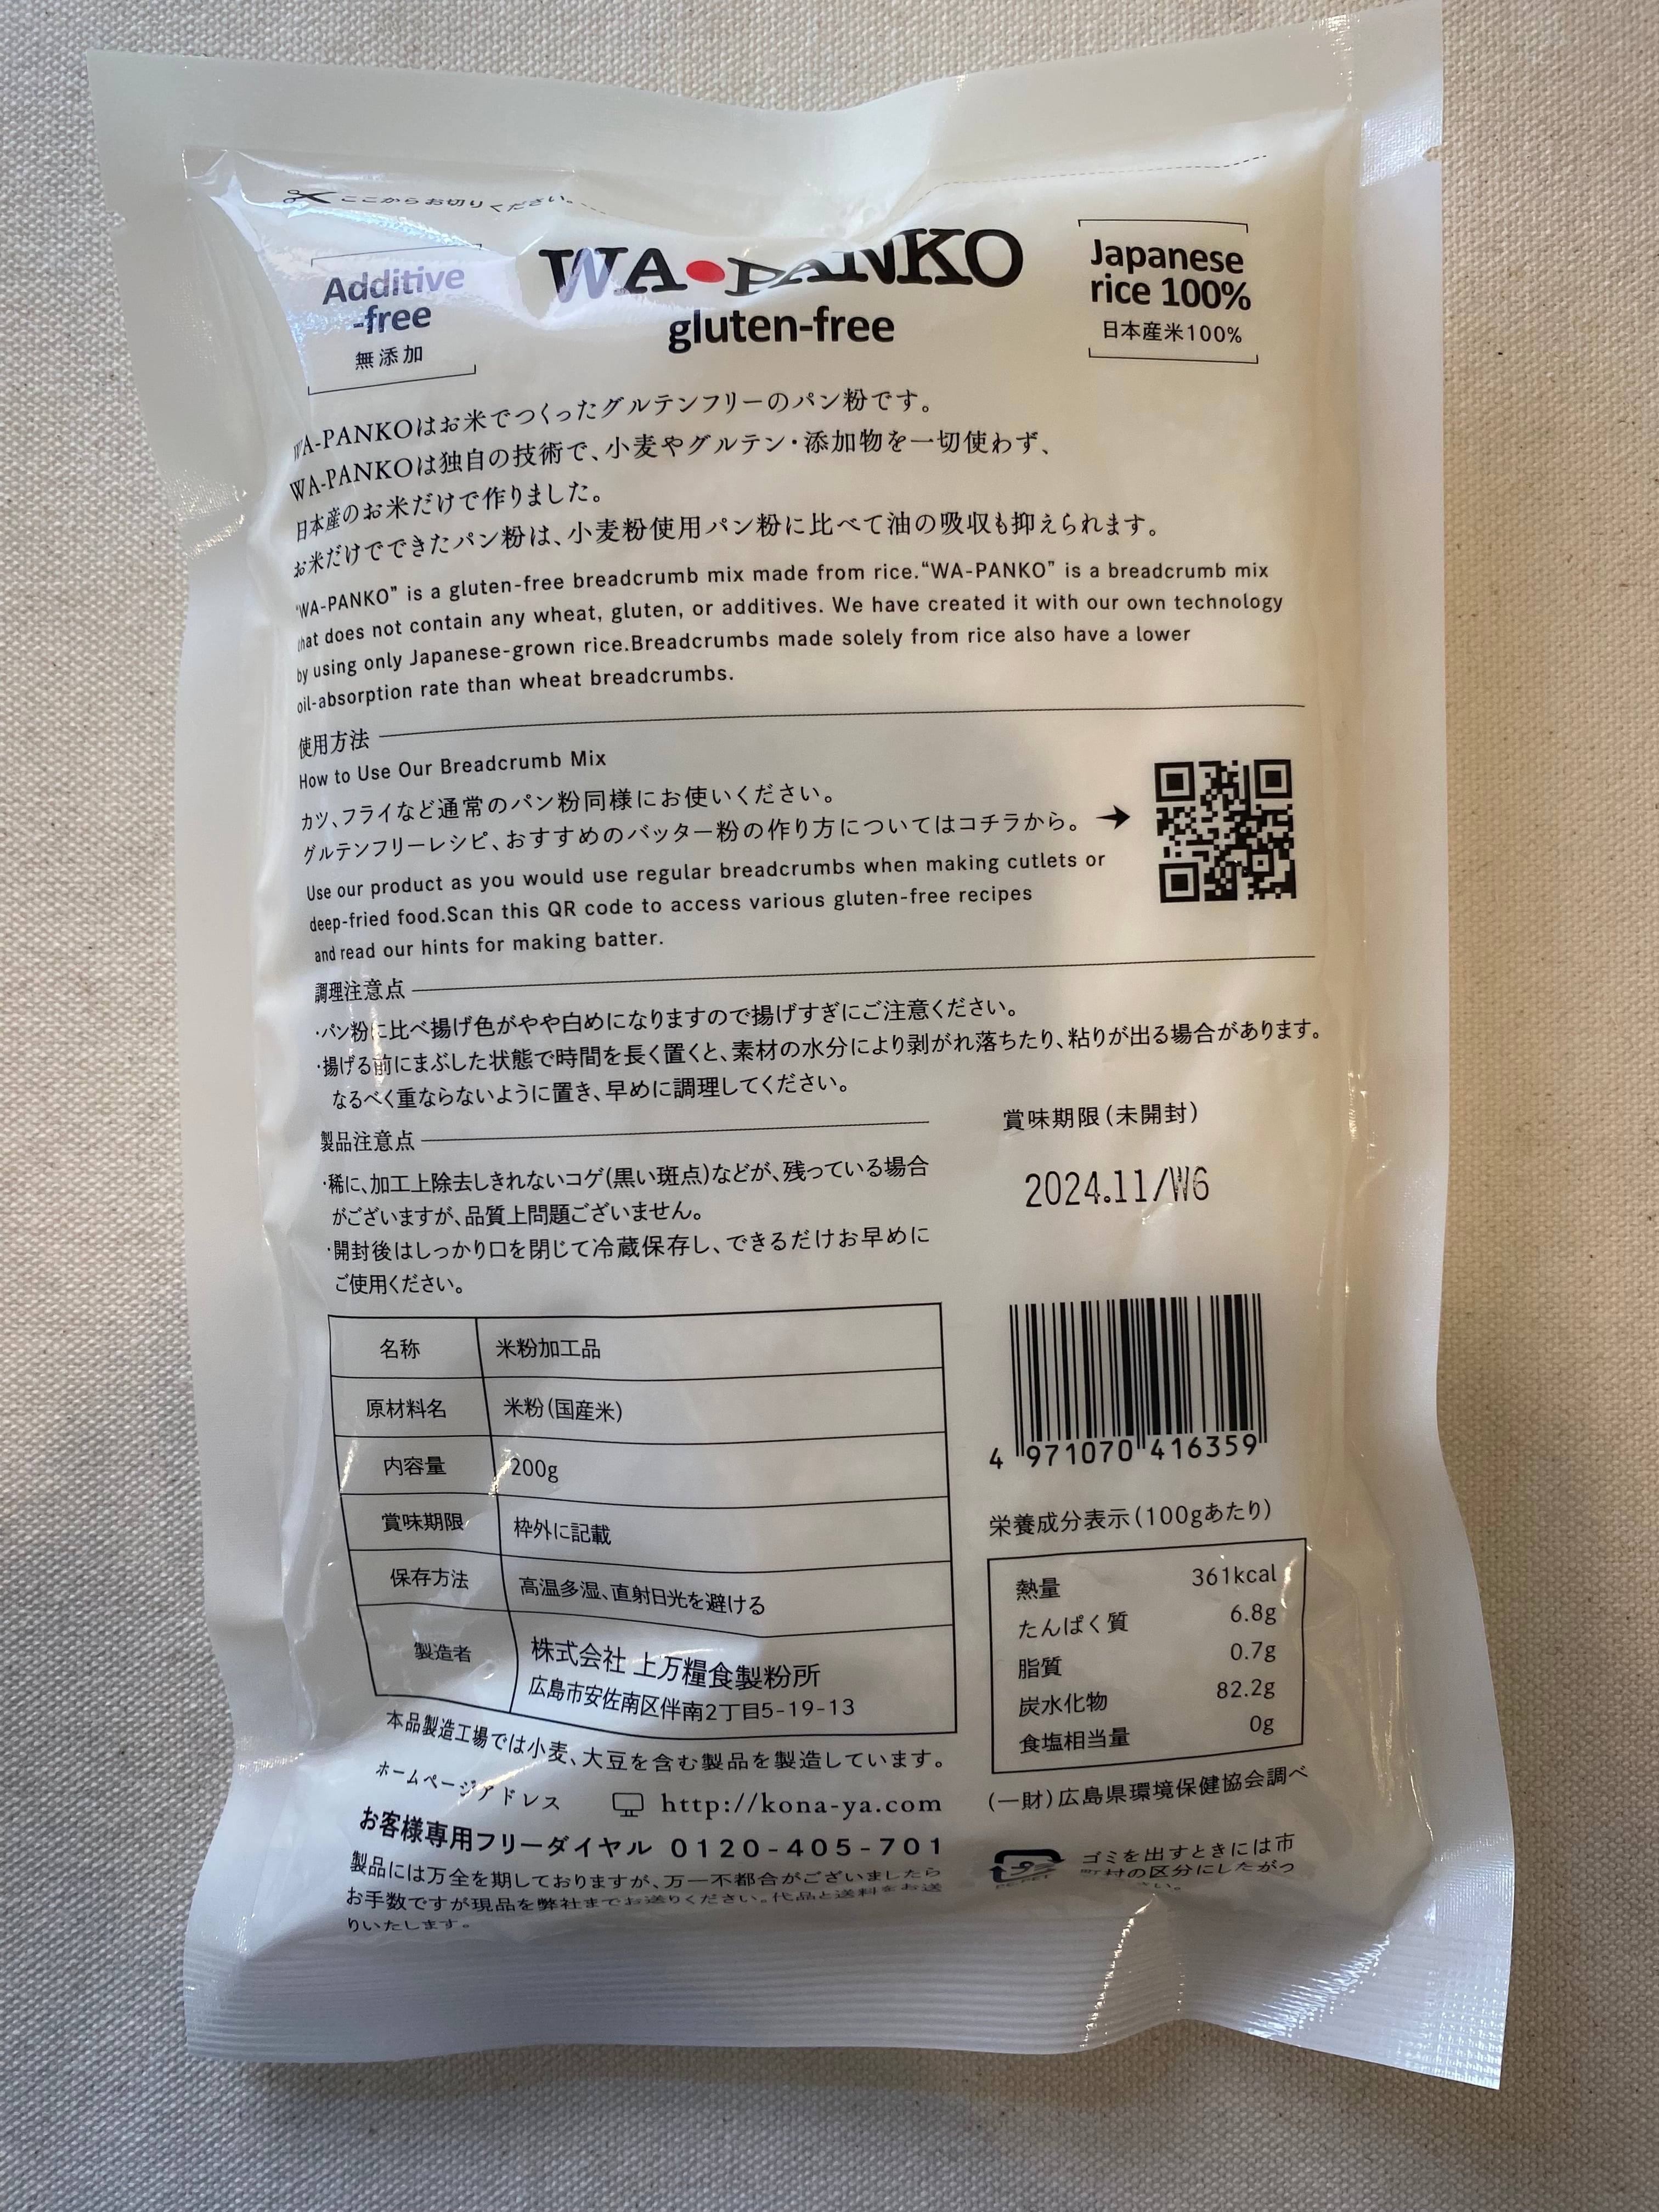 ここからお切りください。
Additive
-free
無添加
WA●PANKO
gluten-free
Japanese
rice 100%
日本産米100%
WA-PANKOはお米でつくったグルテンフリーのパン粉です。
WA-PANKOは独自の技術で、小麦やグルテン・添加物を一切使わず、
日本産のお米だけで作りました。
お米だけでできたパン粉は、小麦粉使用パン粉に比べて油の吸収も抑えられます。
“WA-PANKO” is a gluten-free breadcrumb mix made from rice.“WA-PANKO” is a breadcrumb mix
that does not contain any wheat, gluten, or additives. We have created it with our own technology
by using only Japanese-grown rice.Breadcrumbs made solely from rice also have a lower
oil-absorption rate than wheat breadcrumbs.
使用方法
How to Use Our Breadcrumb Mix
カツ、フライなど通常のパン粉同様にお使いください。
グルテンフリーレシピ、おすすめのバッター粉の作り方についてはコチラから。→
Use our product as you would use regular breadcrumbs when making cutlets or
deep-fried food.Scan this QR code to access various gluten-free recipes
and read our hints for making batter.
調理注意点
・パン粉に比べ揚げ色がやや白めになりますので揚げすぎにご注意ください。
・揚げる前にまぶした状態で時間を長く置くと、素材の水分により剥がれ落ちたり、粘りが出る場合があります。
なるべく重ならないように置き、早めに調理してください。
製品注意点
・稀に、加工上除去しきれないコゲ(黒い斑点)などが、残っている場合
がございますが、品質上問題ございません。
・開封後はしっかり口を閉じて冷蔵保存し、できるだけお早めに
ご使用ください。
賞味期限(未開封)
2024.11/W6
名称 米粉加工品
原材料名 米粉(国産米)
内容量 200g
賞味期限 枠外に記載
保存方法 高温多湿、直射日光を避ける
製造者 株式会社 上万糧食製粉所
広島市安佐南区伴南2丁目5-19-13
本品製造工場では小麦、大豆を含む製品を製造しています。
ホームページアドレス http://kona-ya.com
お客様専用フリーダイヤル 0120-405-701
製品には万全を期しておりますが、万一不都合がございましたら
お手数ですが現品を弊社までお送りください。代品と送料をお送
りいたします。
4 971070 416359
栄養成分表示(100gあたり)
熱量 361kcal
たんぱく質 6.8g
脂質 0.7g
炭水化物 82.2g
食塩相当量 0g
(一財)広島県環境保健協会調べ
ゴミを出すときには市
町村の区分にしたがっ
さい。